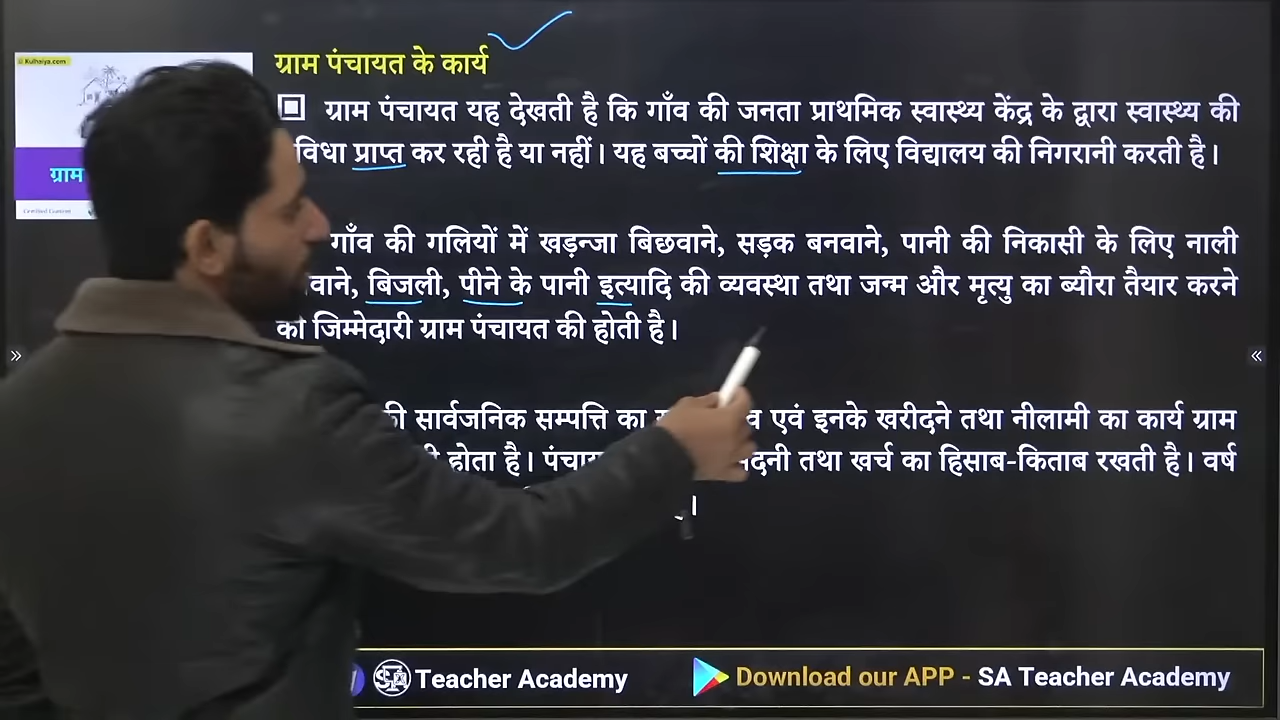 Kulhaiya.com
ग्राम पंचायत के कार्य
ग्राम पंचायत यह देखती है कि गाँव की जनता प्राथमिक स्वास्थ्य केंद्र के द्वारा स्वास्थ्य की
विधा प्राप्त कर रही है या नहीं। यह बच्चों की शिक्षा के लिए विद्यालय की निगरानी करती है।
ग्राम
गाँव की गलियों में खड़न्जा बिछवाने, सड़क बनवाने, पानी की निकासी के लिए नाली
वाने, बिजली, पीने के पानी इत्यादि की व्यवस्था तथा जन्म और मृत्यु का ब्यौरा तैयार करने
की जिम्मेदारी ग्राम पंचायत की होती है।
की सार्वजनिक सम्पत्ति का व एवं इनके खरीदने तथा नीलामी का कार्य ग्राम
ही होता है। पंचाय दनी तथा खर्च का हिसाब-किताब रखती है। वर्ष
Teacher Academy
Download our APP - SA Teacher Academy